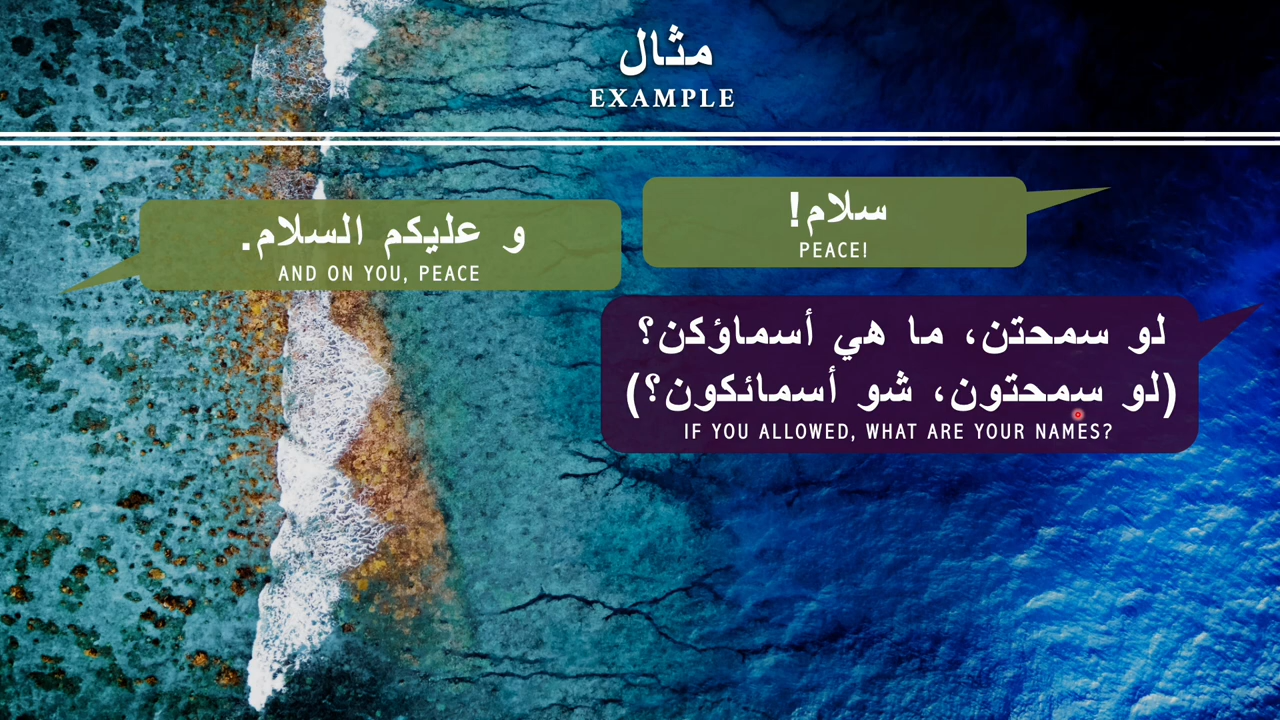 مثال
EXAMPLE
سلام!
PEACE!
و عليكم السلام.
AND ON YOU, PEACE
لو سمحتن، ما هي أسماؤكن؟
(لو سمحتون، شو أسمائكون؟)
IF YOU ALLOWED, WHAT ARE YOUR NAMES?